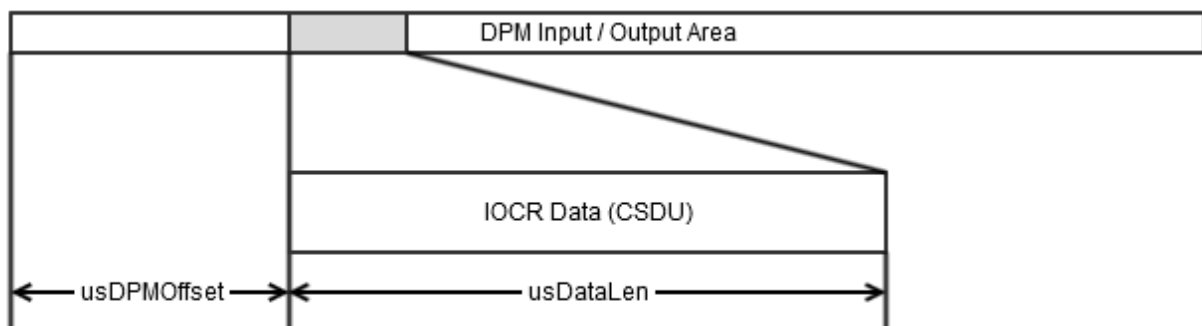 DPM Input / Output Area
IOCR Data (CSDU)
usDPMOffset
usDataLen